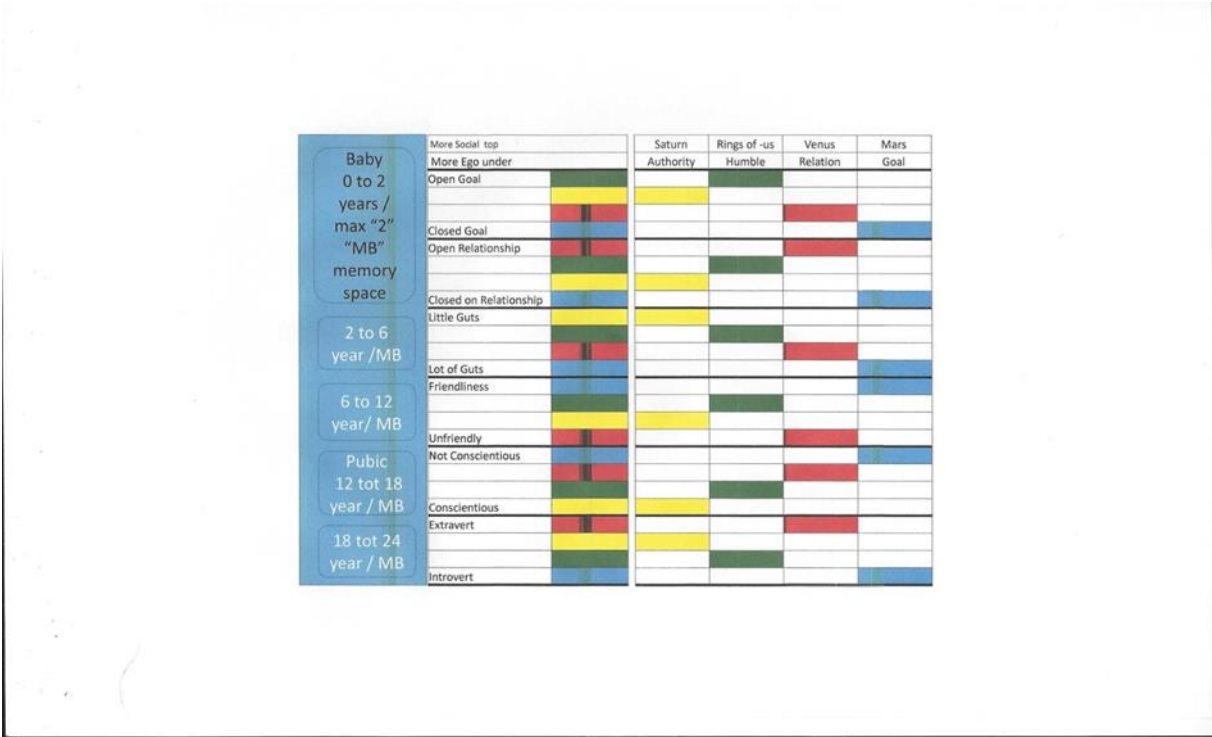 Baby
0 to 2
years /
max “2”
“MB”
memory
space
2 to 6
year /MB
6 to 12
year/ MB
Pubic
12 tot 18
year / MB
18 tot 24
year / MB
More Social top
More Ego under
Open Goal
Closed Goal
Open Relationship
Closed on Relationship
Little Guts
Lot of Guts
Friendliness
Unfriendly
Not Conscientious
Conscientious
Extravert
Introvert
Saturn Rings of -us Venus Mars
Authority Humble Relation Goal